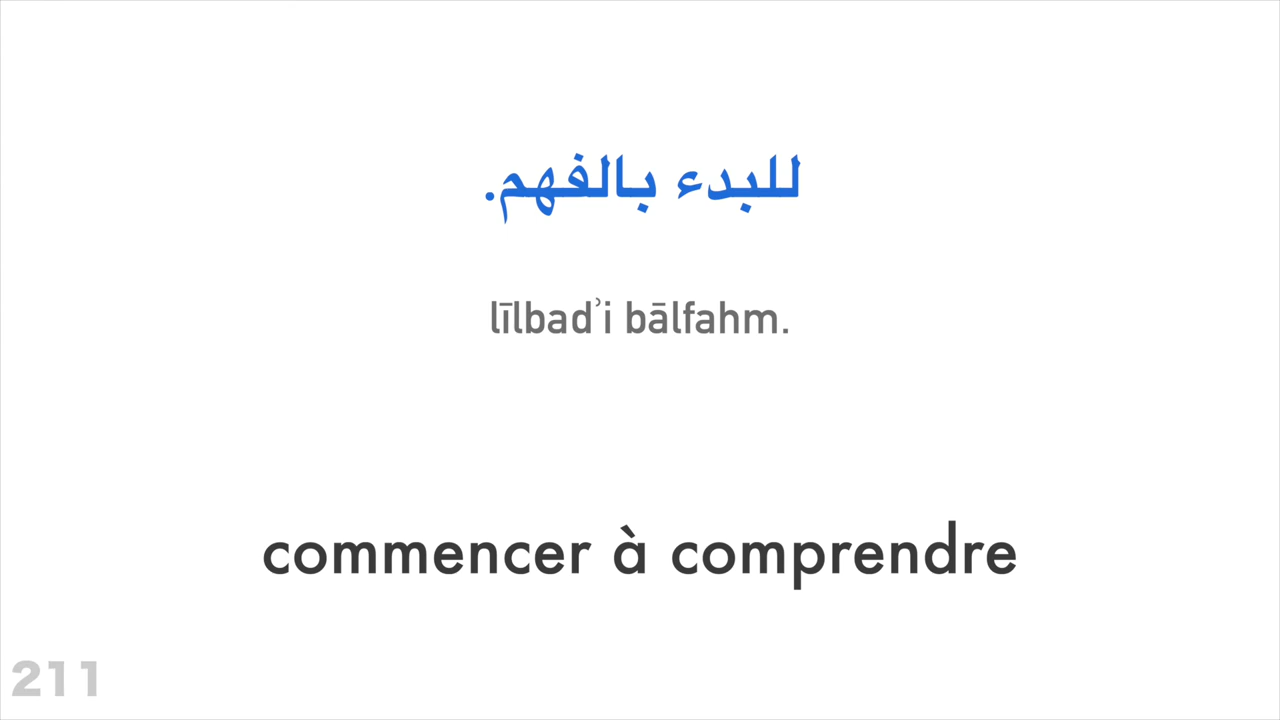 للبدء بالفهم.
līlbadʾi bālfahm.
commencer à comprendre
211